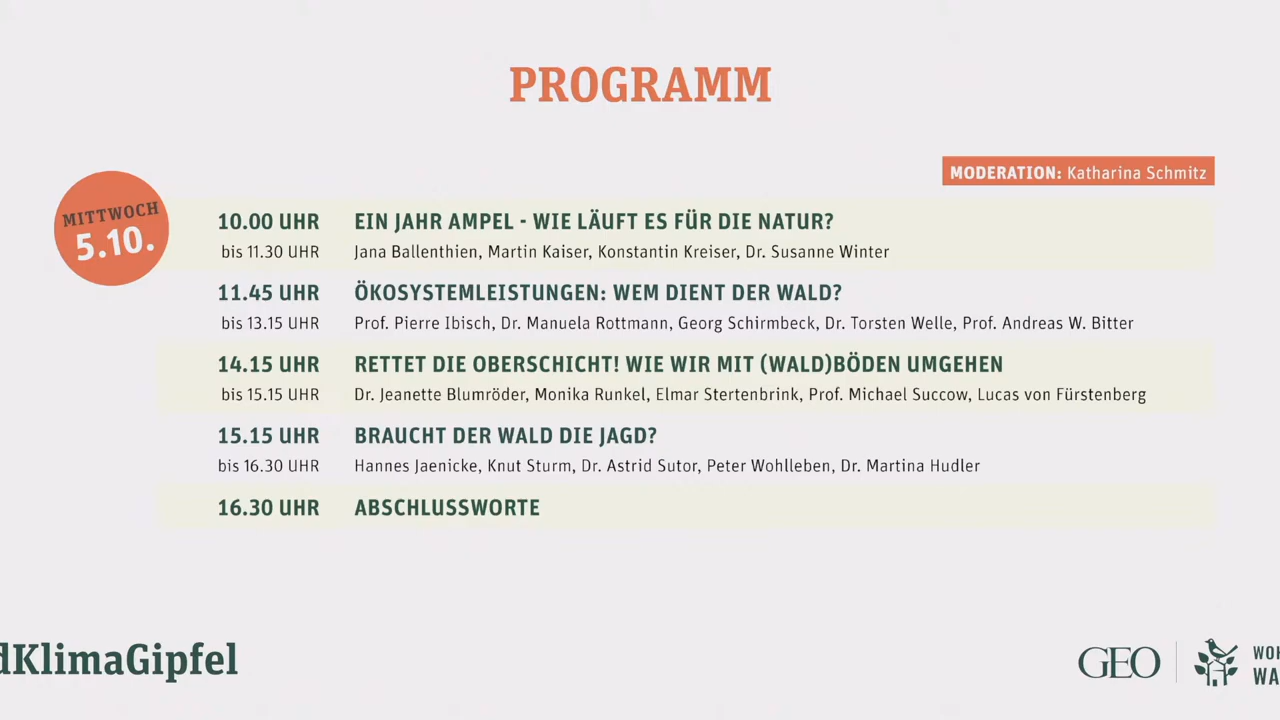 PROGRAMM
MODERATION: Katharina Schmitz
MITTWOCH
5.10.
10.00 UHR EIN JAHR AMPEL - WIE LÄUFT ES FÜR DIE NATUR?
bis 11.30 UHR Jana Ballenthien, Martin Kaiser, Konstantin Kreiser, Dr. Susanne Winter
11.45 UHR ÖKOSYSTEMLEISTUNGEN: WEM DIENT DER WALD?
bis 13.15 UHR Prof. Pierre Ibisch, Dr. Manuela Rottmann, Georg Schirmbeck, Dr. Torsten Welle, Prof. Andreas W. Bitter
14.15 UHR RETTET DIE OBERSCHICHT! WIE WIR MIT (WALD)BÖDEN UMGEHEN
bis 15.15 UHR Dr. Jeanette Blumröder, Monika Runkel, Elmar Stertenbrink, Prof. Michael Succow, Lucas von Fürstenberg
15.15 UHR BRAUCHT DER WALD DIE JAGD?
bis 16.30 UHR Hannes Jaenicke, Knut Sturm, Dr. Astrid Sutor, Peter Wohlleben, Dr. Martina Hudler
16.30 UHR ABSCHLUSSWORTE
dKlimaGipfel
GEO
WOH
WA